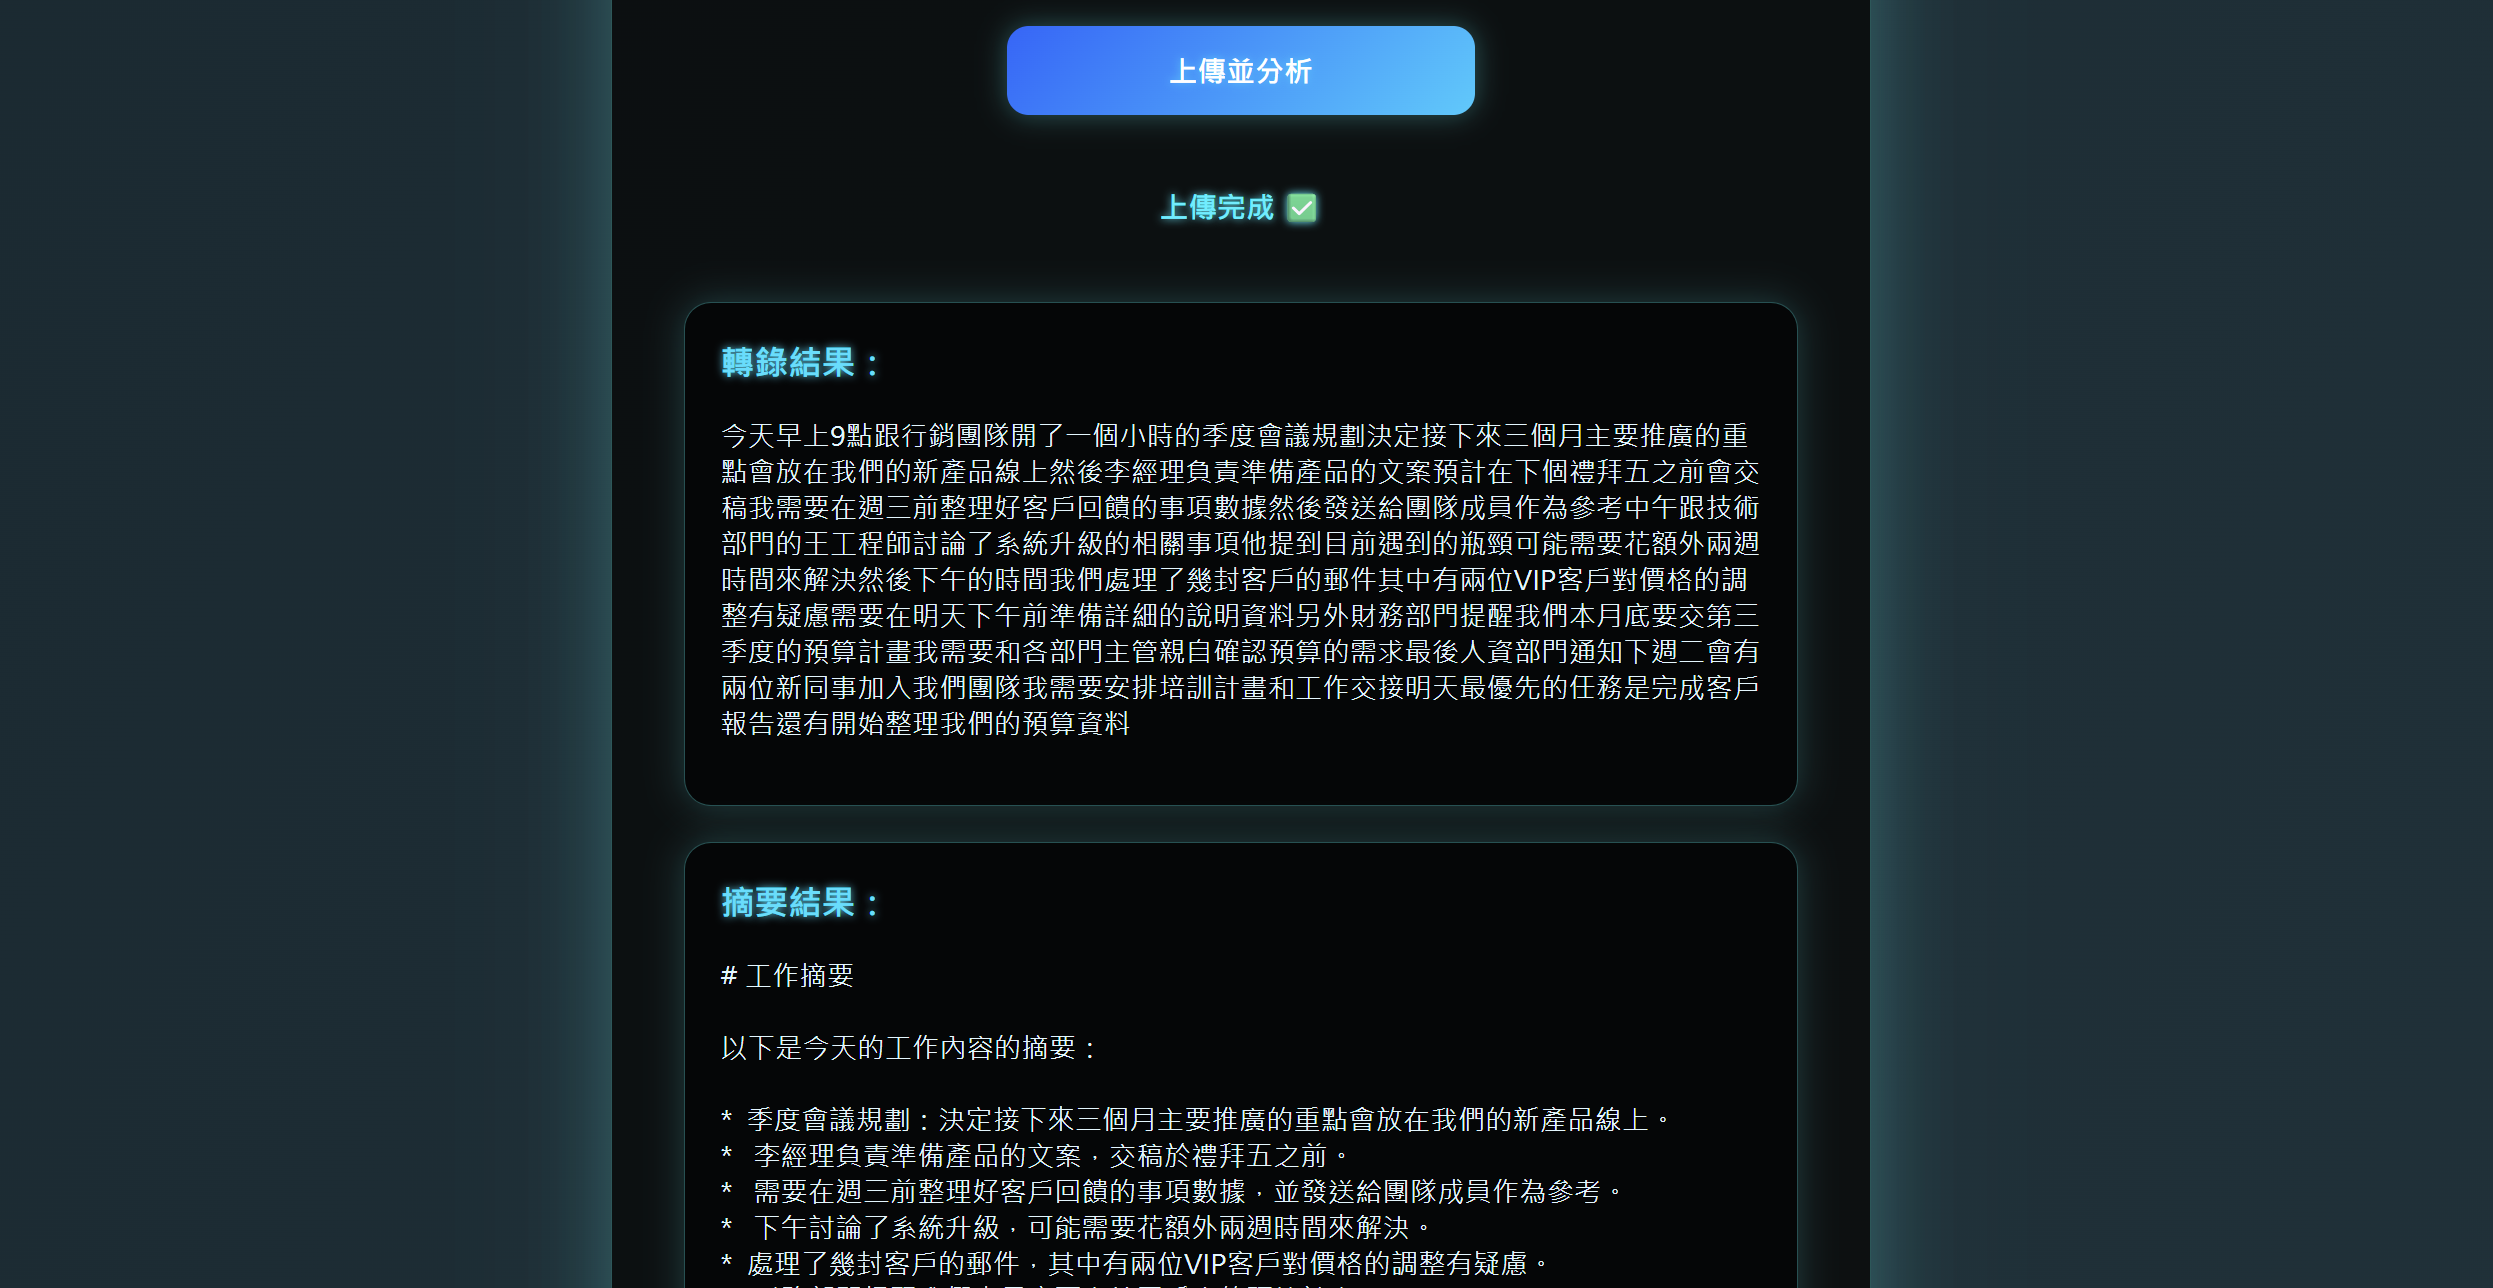 上傳並分析
上傳完成 ✅
轉錄結果：
今天早上9點跟行銷團隊開了一個小時的季度會議規劃決定接下來三個月主要推廣的重
點會放在我們的新產品線上然後李經理負責準備產品的文案預計在下個禮拜五之前會交
稿我需要在週三前整理好客戶回饋的事項數據然後發送給團隊成員作為參考中午跟技術
部門的王工程師討論了系統升級的相關事項他提到目前遇到的瓶頸可能需要花額外兩週
時間來解決然後下午的時間我們處理了幾封客戶的郵件其中有兩位VIP客戶對價格的調
整有疑慮需要在明天下午前準備詳細的說明資料另外財務部門提醒我們本月底要交第三
季度的預算計畫我需要和各部門主管親自確認預算的需求最後人資部門通知下週二會有
兩位新同事加入我們團隊我需要安排培訓計畫和工作交接明天最優先的任務是完成客戶
報告還有開始整理我們的預算資料
摘要結果：
# 工作摘要
以下是今天的工作內容的摘要：
* 季度會議規劃：決定接下來三個月主要推廣的重點會放在我們的新產品線上。
* 李經理負責準備產品的文案，交稿於禮拜五之前。
* 需要在週三前整理好客戶回饋的事項數據，並發送給團隊成員作為參考。
* 下午討論了系統升級，可能需要花額外兩週時間來解決。
* 處理了幾封客戶的郵件，其中有兩位VIP客戶對價格的調整有疑慮。